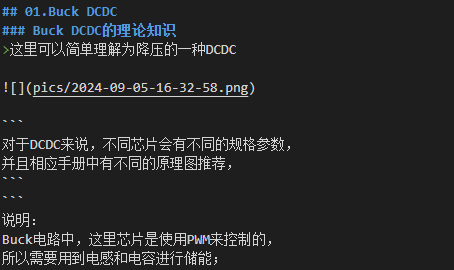 ## 01.Buck DCDC
### Buck DCDC的理论知识
>这里可以简单理解为降压的一种DCDC
![](pics/2024-09-05-16-32-58.png)
```
对于DCDC来说，不同芯片会有不同的规格参数，
并且相应手册中有不同的原理图推荐，
```
```
说明：
Buck电路中，这里芯片是使用PWM来控制的，
所以需要用到电感和电容进行储能；